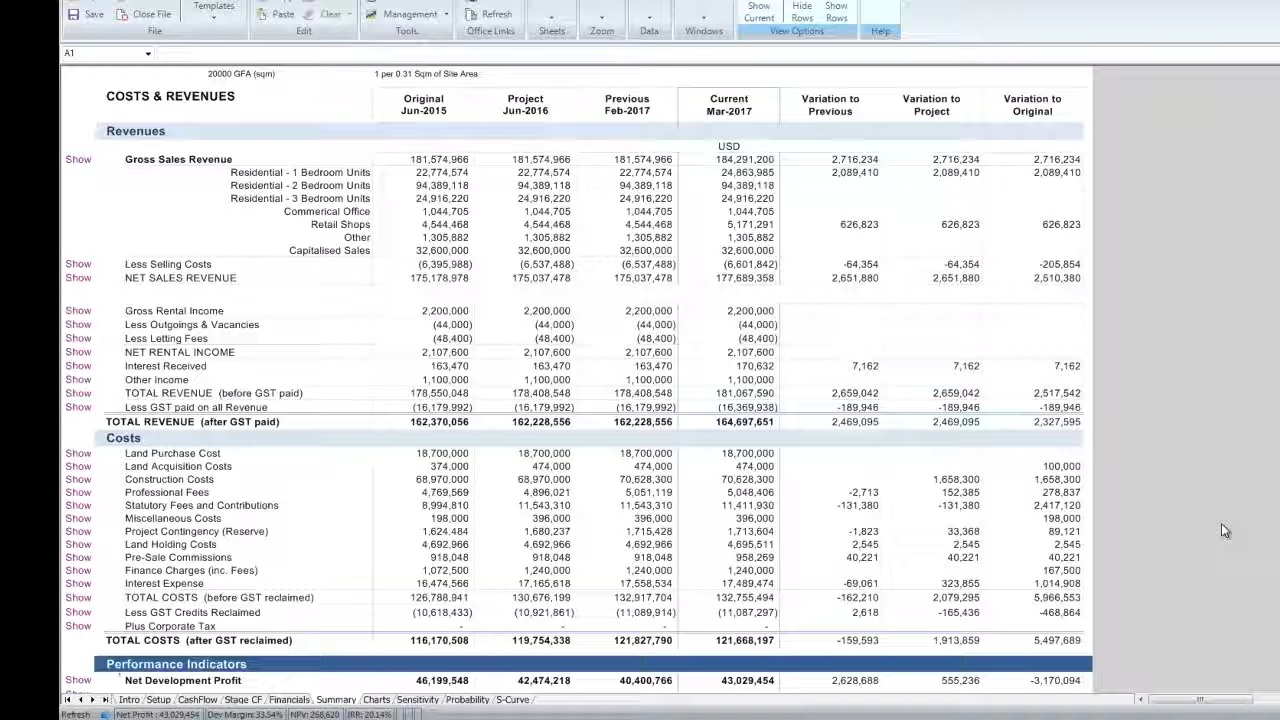 Templates Show Hide Show
Save Close File Paste Clear Management Refresh Current Rows Rows
File Edit Tools Office Links Sheets Zoom Data Windows View Options Help
A1
20000 GFA (sqm) 1 per 0.31 Sqm of Site Area
COSTS & REVENUES Original Jun-2015 Project Jun-2016 Previous Feb-2017 Current Mar-2017 Variation to Previous Variation to Project Variation to Original
Revenues
USD
Show Gross Sales Revenue 181,574,966 181,574,966 181,574,966 184,291,200 2,716,234 2,716,234 2,716,234
Residential - 1 Bedroom Units 22,774,574 22,774,574 22,774,574 24,863,985 2,089,410 2,089,410 2,089,410
Residential - 2 Bedroom Units 94,389,118 94,389,118 94,389,118 94,389,118
Residential - 3 Bedroom Units 24,916,220 24,916,220 24,916,220 24,916,220
Commerical Office 1,044,705 1,044,705 1,044,705 1,044,705
Retail Shops 4,544,468 4,544,468 4,544,468 5,171,291 626,823 626,823 626,823
Other 1,305,882 1,305,882 1,305,882 1,305,882
Capitalised Sales 32,600,000 32,600,000 32,600,000 32,600,000
Show Less Selling Costs (6,395,988) (6,537,488) (6,537,488) (6,601,842) -64,354 -64,354 -205,854
Show NET SALES REVENUE 175,178,978 175,037,478 175,037,478 177,689,358 2,651,880 2,651,880 2,510,380
Show Gross Rental Income 2,200,000 2,200,000 2,200,000 2,200,000
Show Less Outgoings & Vacancies (44,000) (44,000) (44,000) (44,000)
Show Less Letting Fees (48,400) (48,400) (48,400) (48,400)
Show NET RENTAL INCOME 2,107,600 2,107,600 2,107,600 2,107,600
Show Interest Received 163,470 163,470 163,470 170,632 7,162 7,162 7,162
Show Other Income 1,100,000 1,100,000 1,100,000 1,100,000
Show TOTAL REVENUE (before GST paid) 178,550,048 178,408,548 178,408,548 181,067,590 2,659,042 2,659,042 2,517,542
Show Less GST paid on all Revenue (16,179,992) (16,179,992) (16,179,992) (16,369,938) -189,946 -189,946 -189,946
TOTAL REVENUE (after GST paid) 162,370,056 162,228,556 162,228,556 164,697,651 2,469,095 2,469,095 2,327,595
Costs
Show Land Purchase Cost 18,700,000 18,700,000 18,700,000 18,700,000
Show Land Acquisition Costs 374,000 474,000 474,000 474,000 100,000
Show Construction Costs 68,970,000 68,970,000 70,628,300 70,628,300 1,658,300 1,658,300
Show Professional Fees 4,769,569 4,896,021 5,051,119 5,048,406 -2,713 152,385 278,837
Show Statutory Fees and Contributions 8,994,810 11,543,310 11,543,310 11,411,930 -131,380 -131,380 2,417,120
Show Miscellaneous Costs 198,000 396,000 396,000 396,000 198,000
Show Project Contingency (Reserve) 1,624,484 1,680,237 1,715,428 1,713,604 -1,823 33,368 89,121
Show Land Holding Costs 4,692,966 4,692,966 4,692,966 4,695,511 2,545 2,545 2,545
Show Pre-Sale Commissions 918,048 918,048 918,048 958,269 40,221 40,221 40,221
Show Finance Charges (inc. Fees) 1,072,500 1,240,000 1,240,000 1,240,000 167,500
Show Interest Expense 16,474,566 17,165,618 17,558,534 17,489,474 -69,061 323,855 1,014,908
Show TOTAL COSTS (before GST reclaimed) 126,788,941 130,676,199 132,917,704 132,755,494 -162,210 2,079,295 5,966,553
Show Less GST Credits Reclaimed (10,618,433) (10,921,861) (11,089,914) (11,087,297) 2,618 -165,436 -468,864
Show Plus Corporate Tax - - - -
TOTAL COSTS (after GST reclaimed) 116,170,508 119,754,338 121,827,790 121,668,197 -159,593 1,913,859 5,497,689
Performance Indicators
Show Net Development Profit 46,199,548 42,474,218 40,400,766 43,029,454 2,628,688 555,236 -3,170,094
Intro / Setup / CashFlow / Stage CF / Financials / Summary / Charts / Sensitivity / Probability / S-Curve /
Refresh Net Profit : 43,029,454 Dev Margin: 33.54% NPV: 268,620 IRR: 20.14%